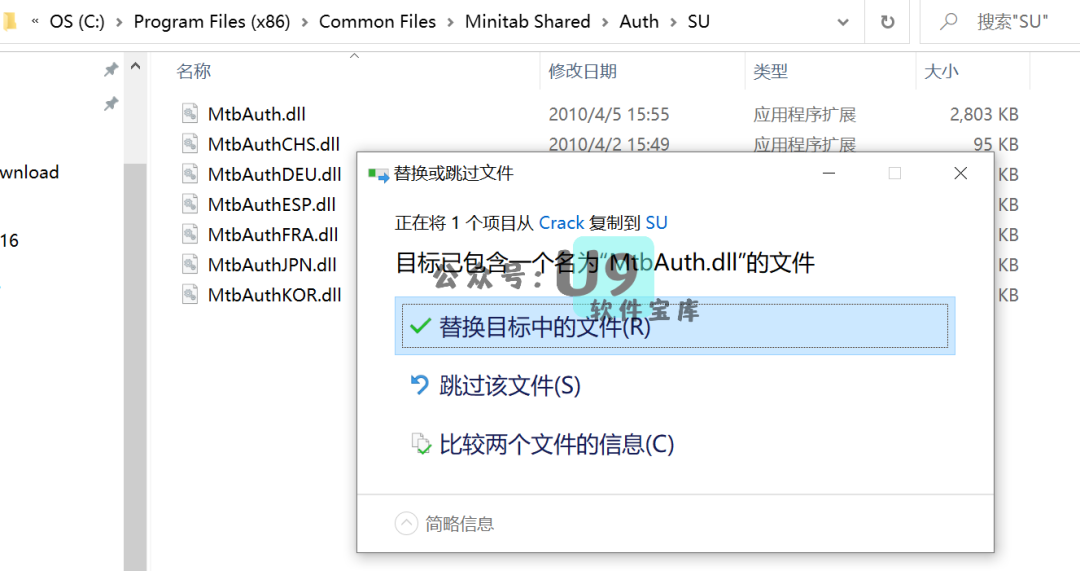 « OS (C:) › Program Files (x86) › Common Files › Minitab Shared › Auth › SU
搜索"SU"
名称 修改日期 类型 大小
MtbAuth.dll 2010/4/5 15:55 应用程序扩展 2,803 KB
MtbAuthCHS.dll 2010/4/2 15:49 应用程序扩展 95 KB
wnload
MtbAuthDEU.dll KB
MtbAuthESP.dll KB
16
MtbAuthFRA.dll KB
MtbAuthJPN.dll KB
MtbAuthKOR.dll KB
替换或跳过文件
正在将 1 个项目从 Crack 复制到 SU
目标已包含一个名为“MtbAuth.dll”的文件
公众号：U9
软件宝库
替换目标中的文件(R)
跳过该文件(S)
比较两个文件的信息(C)
简略信息